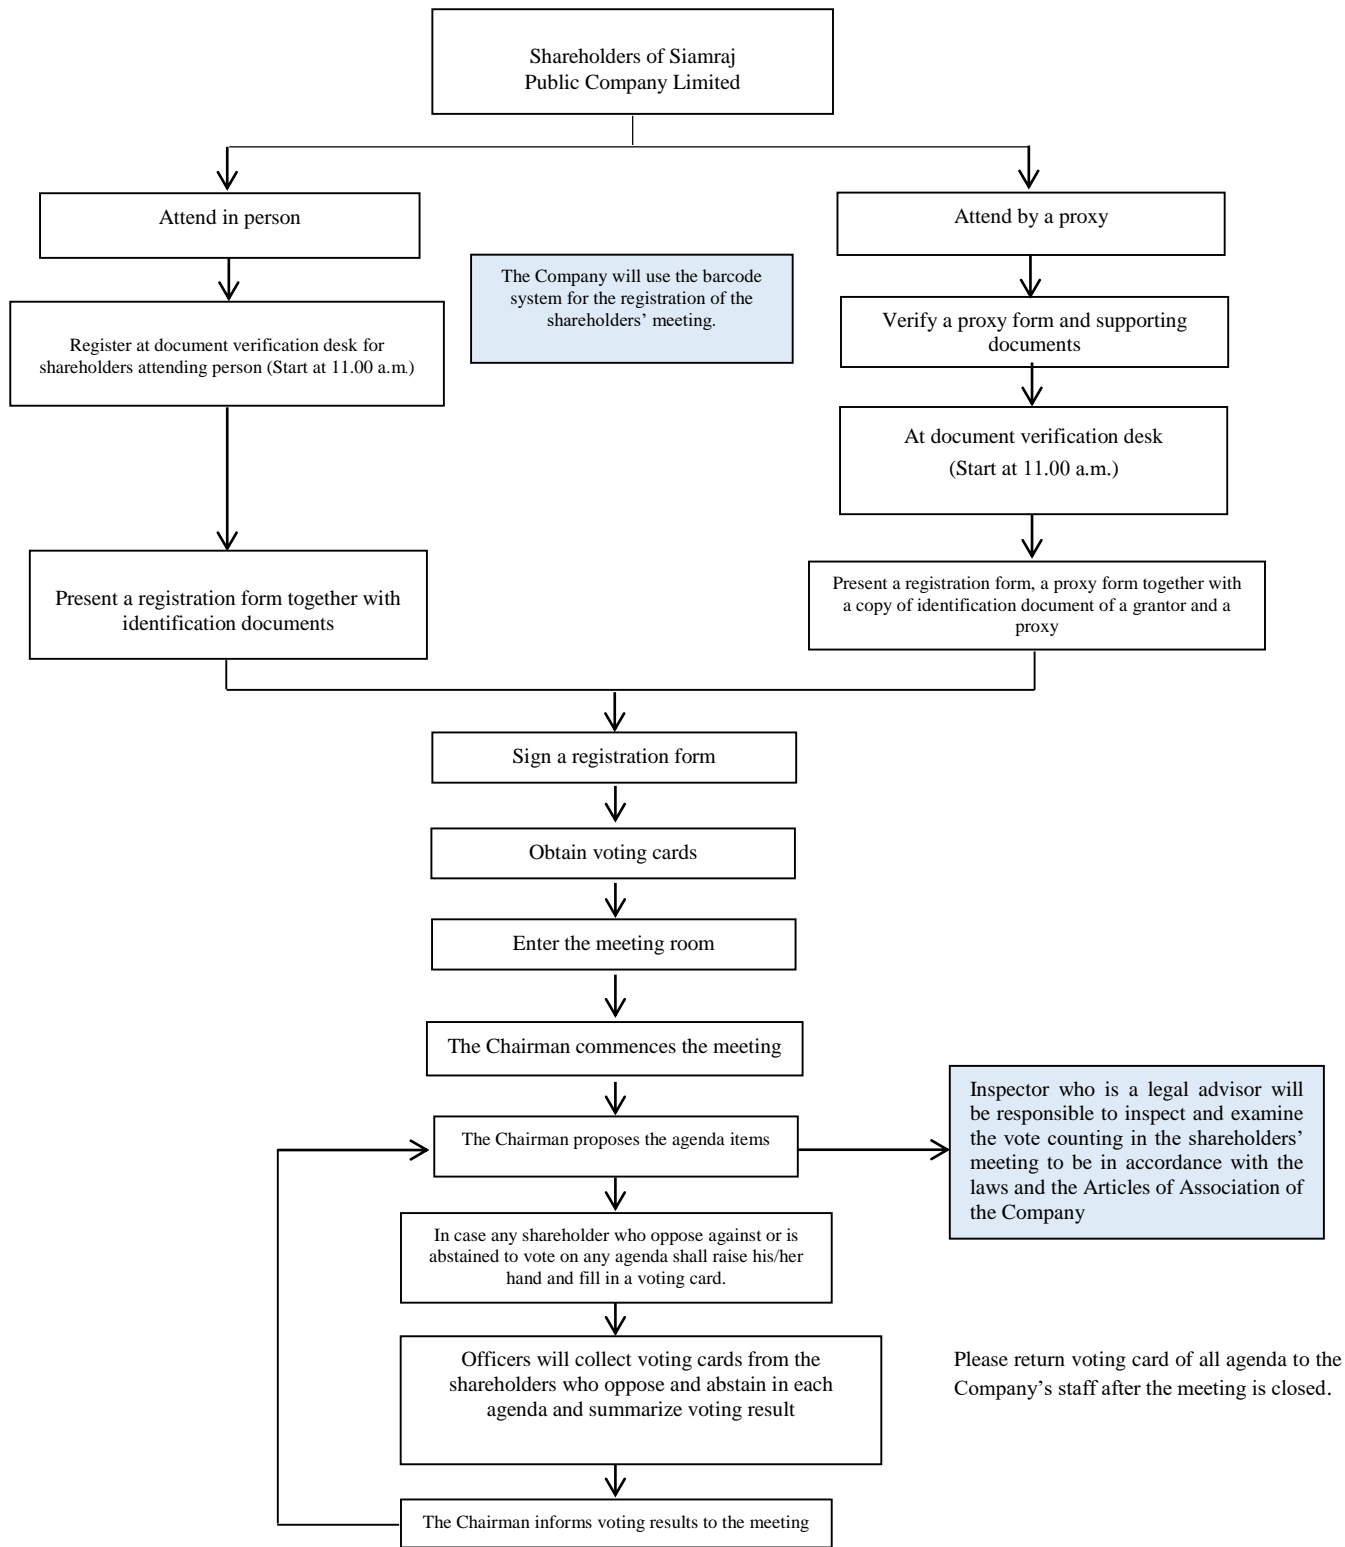 Shareholders of Siamraj
Public Company Limited
Attend in person
Attend by a proxy
The Company will use the barcode
system for the registration of the
shareholders’ meeting.
Register at document verification desk for
shareholders attending person (Start at 11.00 a.m.)
Verify a proxy form and supporting
documents
At document verification desk
(Start at 11.00 a.m.)
Present a registration form together with
identification documents
Present a registration form, a proxy form together with
a copy of identification document of a grantor and a
proxy
Sign a registration form
Obtain voting cards
Enter the meeting room
The Chairman commences the meeting
The Chairman proposes the agenda items
Inspector who is a legal advisor will
be responsible to inspect and examine
the vote counting in the shareholders’
meeting to be in accordance with the
laws and the Articles of Association of
the Company
In case any shareholder who oppose against or is
abstained to vote on any agenda shall raise his/her
hand and fill in a voting card.
Officers will collect voting cards from the
shareholders who oppose and abstain in each
agenda and summarize voting result
Please return voting card of all agenda to the
Company’s staff after the meeting is closed.
The Chairman informs voting results to the meeting